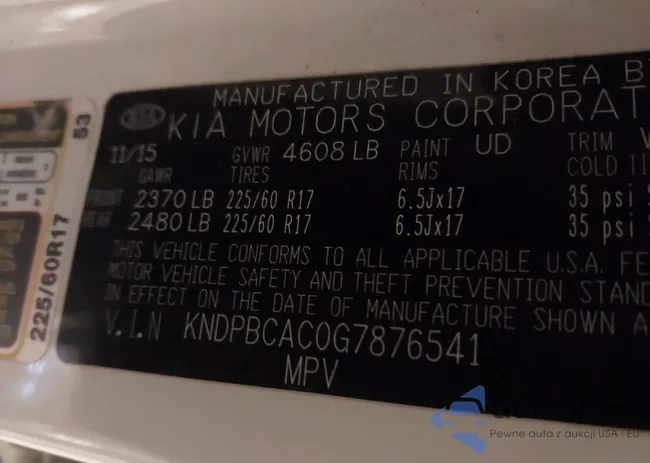 MANUFACTURED IN KOREA B
KIA KIA MOTORS CORPORAT
11/15 GVWR 4608 LB PAINT UD TRIM
GAWR TIRES RIMS COLD TI
FRONT 2370 LB 225/60 R17 6.5Jx17 35 psi
REAR 2480 LB 225/60 R17 6.5Jx17 35 psi
THIS VEHICLE CONFORMS TO ALL APPLICABLE U.S.A. FE
MOTOR VEHICLE SAFETY AND THEFT PREVENTION STAN
IN EFFECT ON THE DATE OF MANUFACTURE SHOWN A
V.I.N KNDPBCAC0G7876541
MPV
53
225/60R17
Pewne auta z aukcji USA i EU